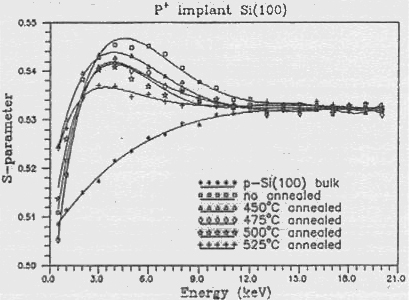 P+ implant Si(100)
0.55
0.54
0.53
0.52
0.51
0.50
S-parameter
p-Si(100) bulk
no annealed
450°C annealed
475°C annealed
500°C annealed
525°C annealed
0.0 3.0 6.0 9.0 12.0 15.0 18.0 21.0
Energy (keV)